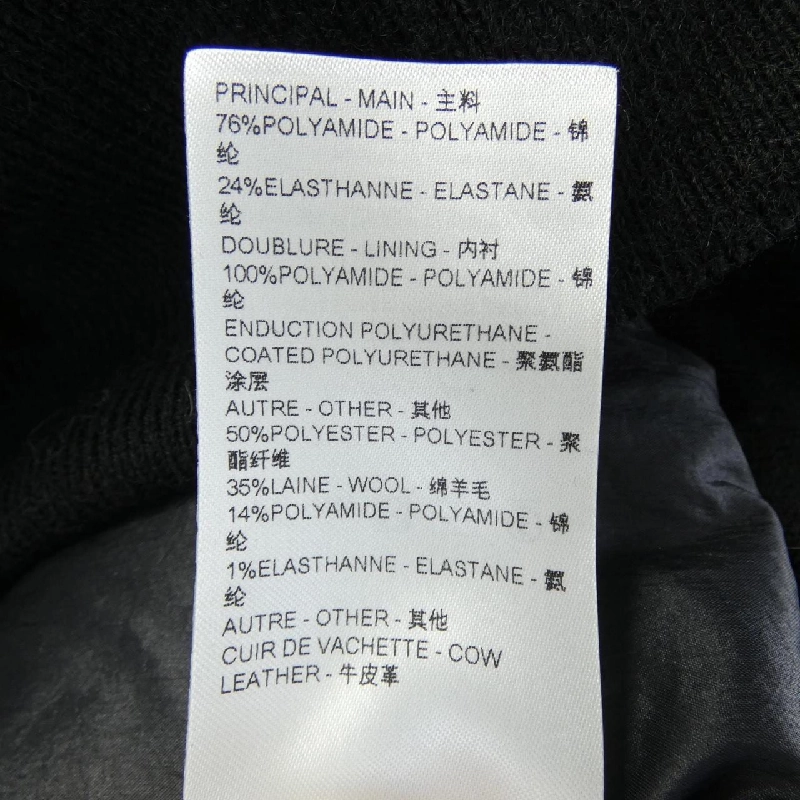 PRINCIPAL - MAIN - 主料
76%POLYAMIDE - POLYAMIDE - 锦
纶
24%ELASTHANNE - ELASTANE - 氨
纶
DOUBLURE - LINING - 内衬
100%POLYAMIDE - POLYAMIDE - 锦
纶
ENDUCTION POLYURETHANE -
COATED POLYURETHANE - 聚氨酯
涂层
AUTRE - OTHER - 其他
50%POLYESTER - POLYESTER - 聚
酯纤维
35%LAINE - WOOL - 绵羊毛
14%POLYAMIDE - POLYAMIDE - 锦
纶
1%ELASTHANNE - ELASTANE - 氨
纶
AUTRE - OTHER - 其他
CUIR DE VACHETTE - COW
LEATHER - 牛皮革